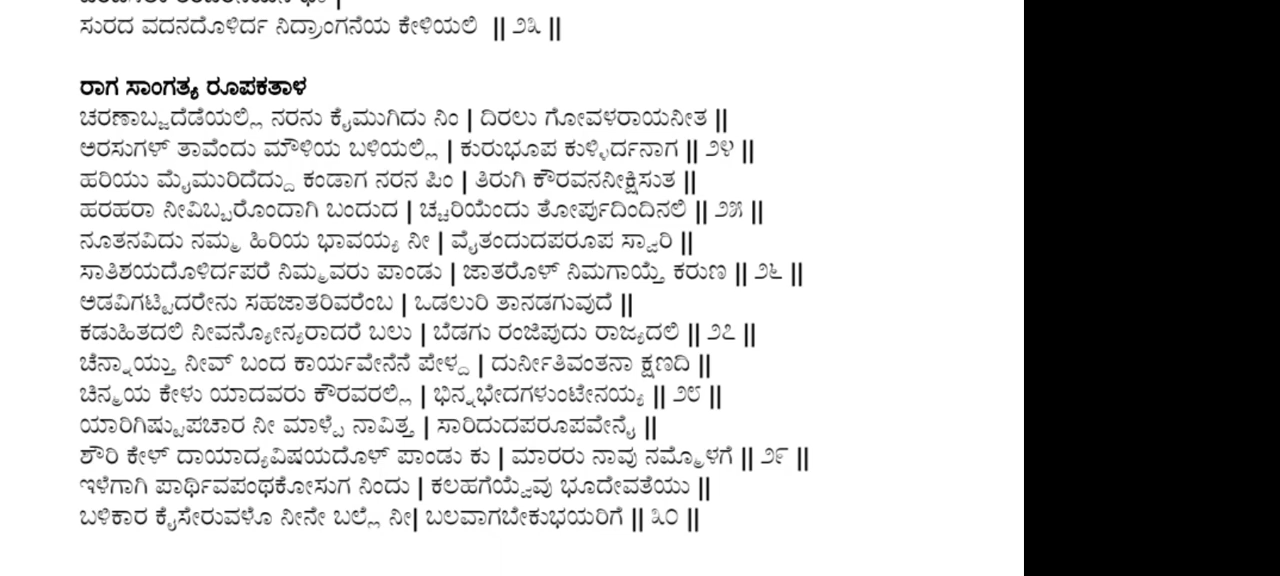 ಸುರದ ವದನದೊಳಿರ್ದ ನಿದ್ರಾಂಗನೆಯ ಕೇಳಿಯಲಿ || ೨೩ ||
ರಾಗ ಸಾಂಗತ್ಯ ರೂಪಕತಾಳ
ಚರಣಾಬ್ಜದೆಡೆಯಲ್ಲಿ ನರನು ಕೈಮುಗಿದು ನಿಂ | ದಿರಲು ಗೋವಳರಾಯನೀತ ||
ಅರಸುಗಳ್ ತಾವೆಂದು ಮೌಳಿಯ ಬಳಿಯಲ್ಲಿ | ಕುರುಭೂಪ ಕುಳ್ಳಿರ್ದನಾಗ || ೨೪ ||
ಹರಿಯು ಮೈಮುರಿದೆದ್ದು ಕಂಡಾಗ ನರನ ಪಿಂ | ತಿರುಗಿ ಕೌರವನನೀಕ್ಷಿಸುತ ||
ಹರಹರಾ ನೀವಿಬ್ಬರೊಂದಾಗಿ ಬಂದುದ | ಚ್ಚರಿಯೆಂದು ತೋರ್ಪುದಿಂದಿನಲಿ || ೨೫ ||
ನೂತನವಿದು ನಮ್ಮ ಹಿರಿಯ ಭಾವಯ್ಯ ನೀ | ವೈತಂದುದಪರೂಪ ಸ್ವಾರಿ ||
ಸಾತಿಶಯದೊಳಿರ್ದಪರೆ ನಿಮ್ಮವರು ಪಾಂಡು | ಜಾತರೊಳ್ ನಿಮಗಾಯ್ತೆ ಕರುಣ || ೨೬ ||
ಅಡವಿಗಟ್ಟಿದರೇನು ಸಹಜಾತರಿವರೆಂಬ | ಒಡಲುರಿ ತಾನಡಗುವುದೆ ||
ಕಡುಹಿತದಲಿ ನೀವನ್ಯೋನ್ಯರಾದರೆ ಬಲು | ಬೆಡಗು ರಂಜಿಪುದು ರಾಜ್ಯದಲಿ || ೨೭ ||
ಚೆನ್ನಾಯ್ತು ನೀವ್ ಬಂದ ಕಾರ್ಯವೇನೆನೆ ಪೇಳ್ದ | ದುರ್ನೀತಿವಂತನಾ ಕ್ಷಣದಿ ||
ಚಿನ್ಮಯ ಕೇಳು ಯಾದವರು ಕೌರವರಲ್ಲಿ | ಭಿನ್ನಭೇದಗಳುಂಟೇನಯ್ಯ || ೨೮ ||
ಯಾರಿಗಿಷ್ಟುಪಚಾರ ನೀ ಮಾಳ್ಪೆ ನಾವಿತ್ತ | ಸಾರಿದುದಪರೂಪವೇನೈ ||
ಶೌರಿ ಕೇಳ್ ದಾಯಾದ್ಯವಿಷಯದೊಳ್ ಪಾಂಡು ಕು | ಮಾರರು ನಾವು ನಮ್ಮೊಳಗೆ || ೨೯ ||
ಇಳೆಗಾಗಿ ಪಾರ್ಥಿವಪಂಥಕೋಸುಗ ನಿಂದು | ಕಲಹಗೆಯ್ವೆವು ಭೂದೇವತೆಯು ||
ಬಳಿಕಾರ ಕೈಸೇರುವಳೊ ನೀನೇ ಬಲ್ಲೆ ನೀ| ಬಲವಾಗಬೇಕುಭಯರಿಗೆ || ೩೦ ||